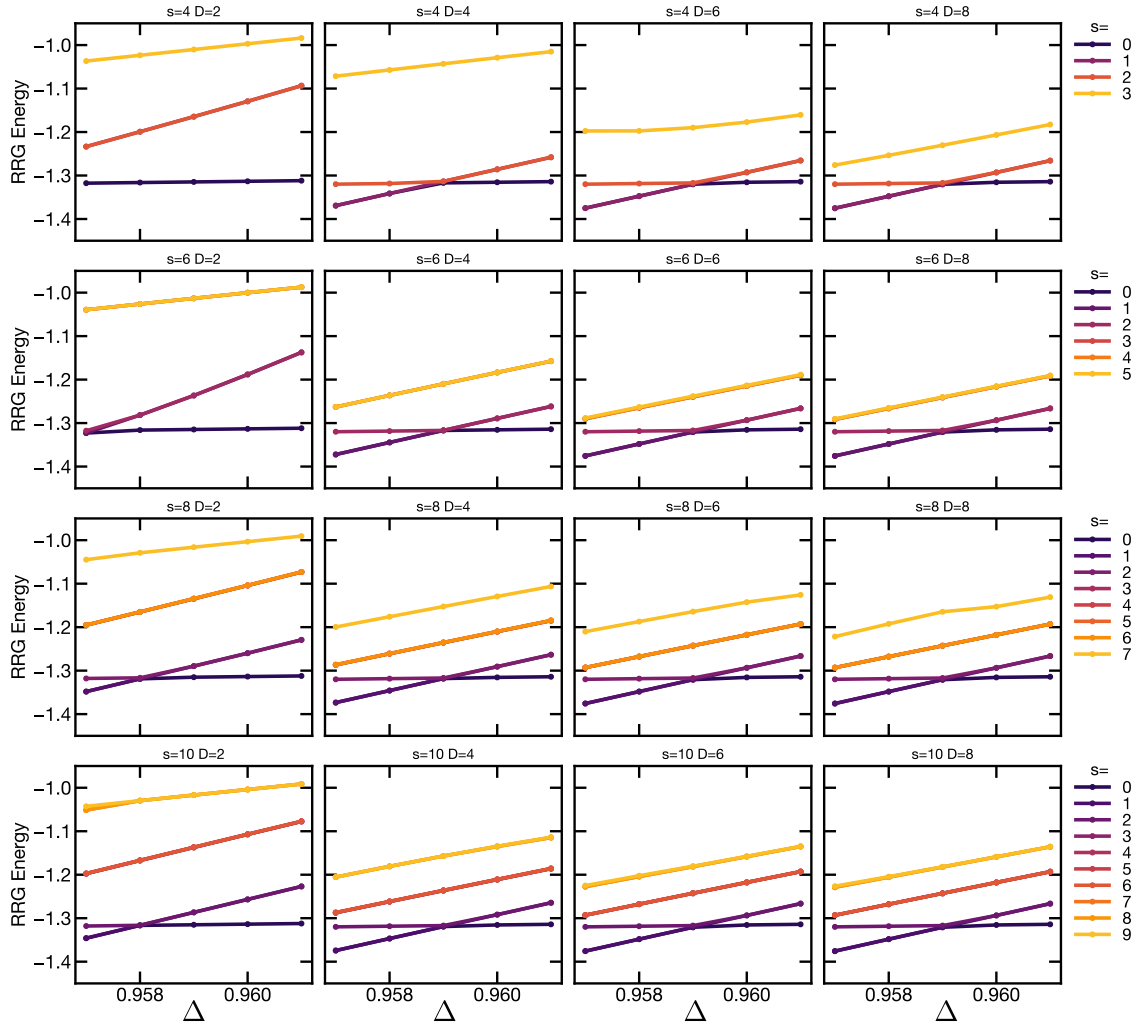 s=4 D=2
s=4 D=4
s=4 D=6
s=4 D=8
s=
0
1
2
3
RRG Energy
−1.0
−1.1
−1.2
−1.3
−1.4
s=6 D=2
s=6 D=4
s=6 D=6
s=6 D=8
s=
0
1
2
3
4
5
RRG Energy
−1.0
−1.1
−1.2
−1.3
−1.4
s=8 D=2
s=8 D=4
s=8 D=6
s=8 D=8
s=
0
1
2
3
4
5
6
7
RRG Energy
−1.0
−1.1
−1.2
−1.3
−1.4
s=10 D=2
s=10 D=4
s=10 D=6
s=10 D=8
s=
0
1
2
3
4
5
6
7
8
9
RRG Energy
−1.0
−1.1
−1.2
−1.3
−1.4
0.958 0.960
0.958 0.960
0.958 0.960
0.958 0.960
Δ
Δ
Δ
Δ